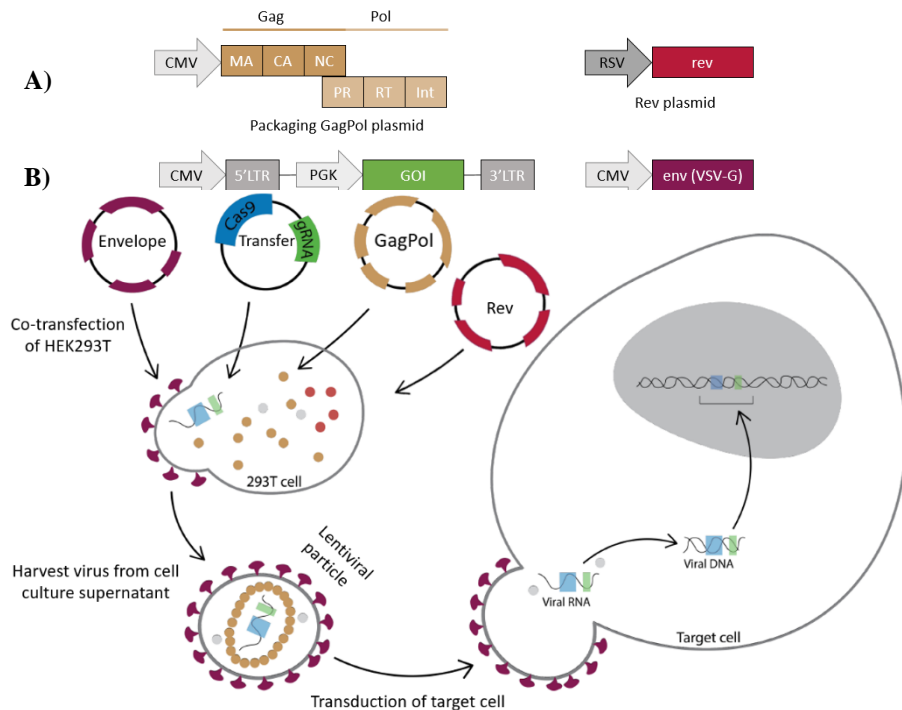 Gag Pol
A)
CMV MA CA NC
PR RT Int
Packaging GagPol plasmid
RSV rev
Rev plasmid
B)
CMV 5'LTR PGK GOI 3'LTR
CMV env (VSV-G)
Envelope
Cas9
Transfer
gRNA
GagPol
Rev
Co-transfection
of HEK293T
293T cell
Harvest virus from cell
culture supernatant
Lentiviral
particle
Transduction of target cell
Viral RNA
Viral DNA
Target cell